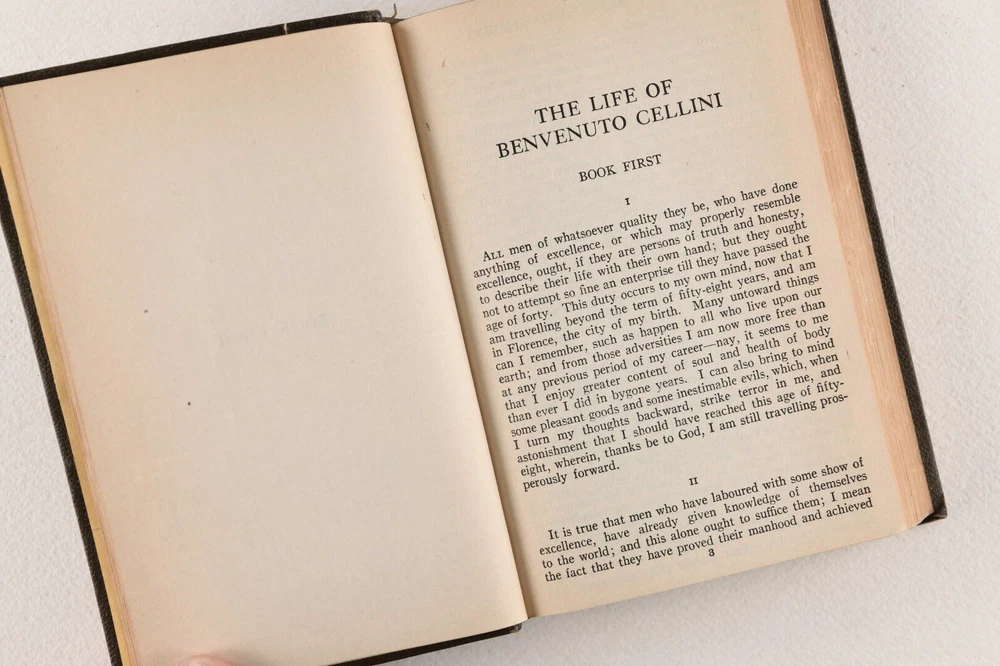 THE LIFE OF
BENVENUTO CELLINI
BOOK FIRST
I
ALL men of whatsoever quality they be, who have done
anything of excellence, or which may properly resemble
excellence, ought, if they are persons of truth and honesty,
to describe their life with their own hand; but they ought
not to attempt so fine an enterprise till they have passed the
age of forty. This duty occurs to my own mind, now that I
am travelling beyond the term of fifty-eight years, and am
in Florence, the city of my birth. Many untoward things
can I remember, such as happen to all who live upon our
earth; and from those adversities I am now more free than
at any previous period of my career—nay, it seems to me
that I enjoy greater content of soul and health of body
than ever I did in bygone years. I can also bring to mind
some pleasant goods and some inestimable evils, which, when
I turn my thoughts backward, strike terror in me, and
astonishment that I should have reached this age of fifty-
eight, wherein, thanks be to God, I am still travelling pros-
perously forward.
II
It is true that men who have laboured with some show of
excellence, have already given knowledge of themselves
to the world; and this alone ought to suffice them; I mean
the fact that they have proved their manhood and achieved
3